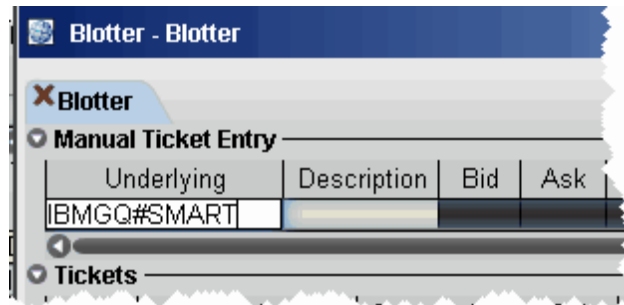 Blotter - Blotter
Blotter
Manual Ticket Entry
Underlying Description Bid Ask
IBMGQ#SMART
Tickets